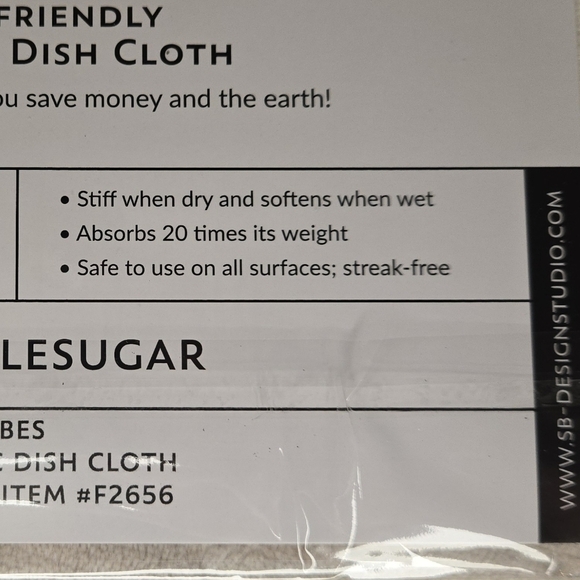 FRIENDLY
DISH CLOTH
ou save money and the earth!
• Stiff when dry and softens when wet
• Absorbs 20 times its weight
• Safe to use on all surfaces; streak-free
LESUGAR
BES
C DISH CLOTH
ITEM #F2656
WWW.SB-DESIGNSTUDIO.COM